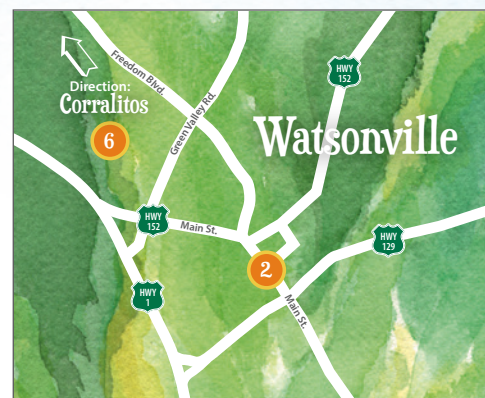 Freedom Blvd.
HWY
152
Direction:
Corralitos
Green Valley Rd.
6
Watsonville
HWY
152
Main St.
HWY
129
2
HWY
1
Main St.